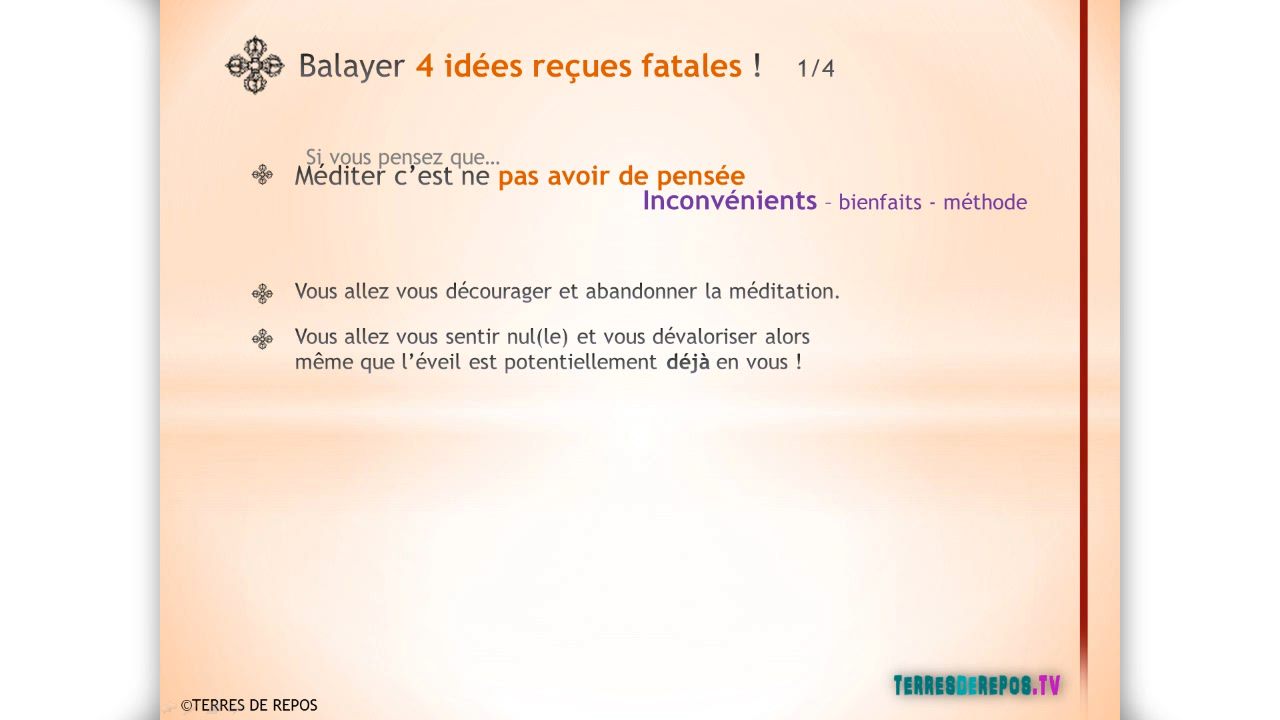 Balayer 4 idées reçues fatales ! 1/4
Si vous pensez que…
Méditer c’est ne pas avoir de pensée
Inconvénients – bienfaits - méthode
Vous allez vous décourager et abandonner la méditation.
Vous allez vous sentir nul(le) et vous dévaloriser alors
même que l’éveil est potentiellement déjà en vous !
TERRESDEREPOS.TV
©TERRES DE REPOS